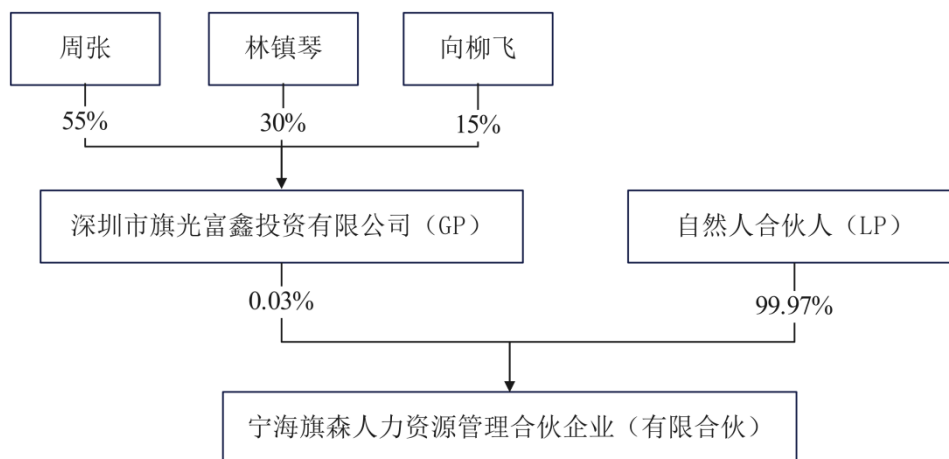 周张
林镇琴
向柳飞
55%
30%
15%
深圳市旗光富鑫投资有限公司（GP）
自然人合伙人（LP）
0.03%
99.97%
宁海旗森人力资源管理合伙企业（有限合伙）